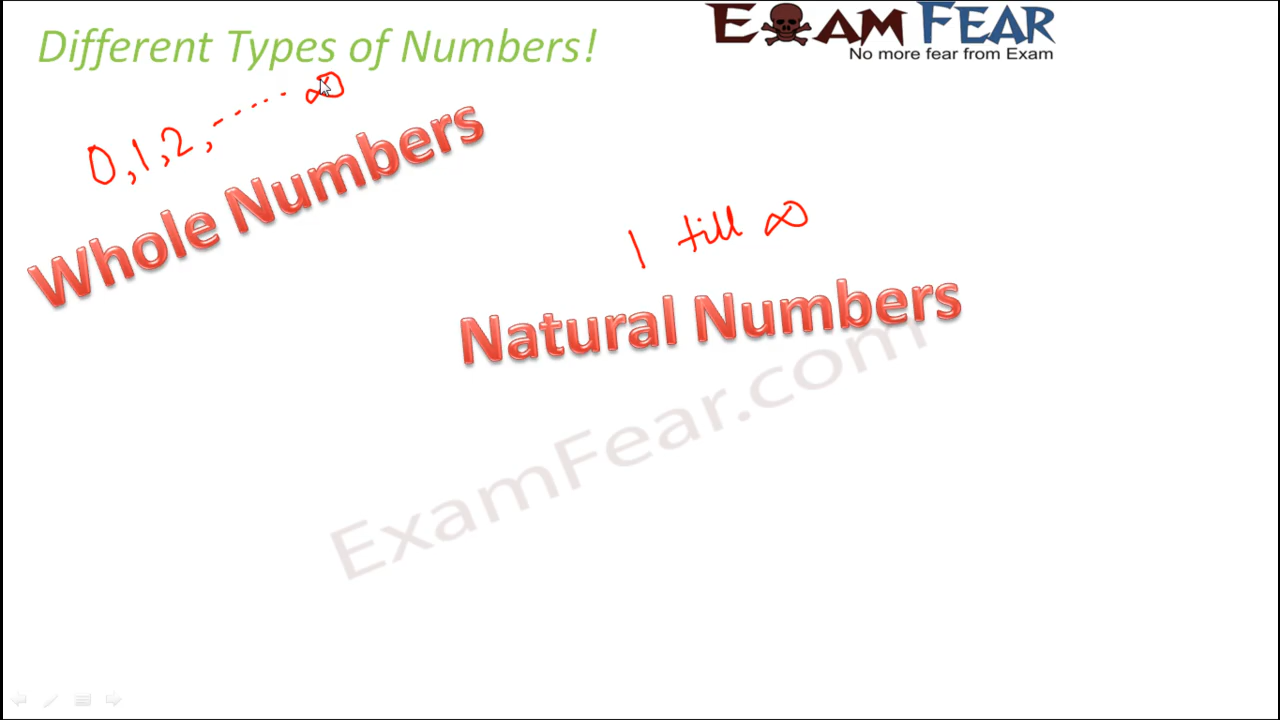 Different Types of Numbers!
EXAM FEAR
No more fear from Exam
0,1,2,-..... ∞
Whole Numbers
1 till ∞
Natural Numbers
ExamFear.com